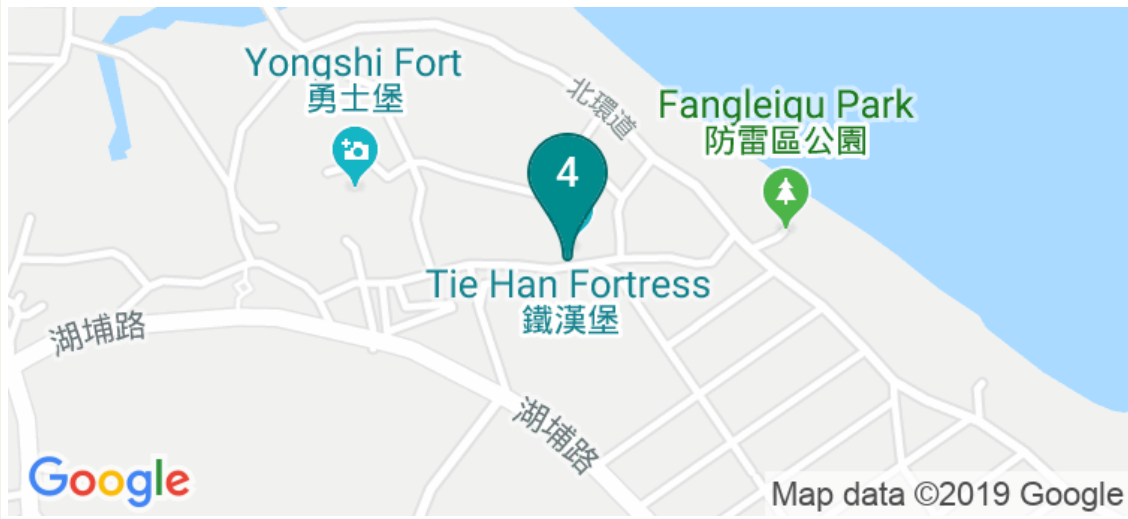 Yongshi Fort
勇士堡
北環道
Fangleiqu Park
防雷區公園
4
Tie Han Fortress
鐵漢堡
湖埔路
湖埔路
Google
Map data ©2019 Google